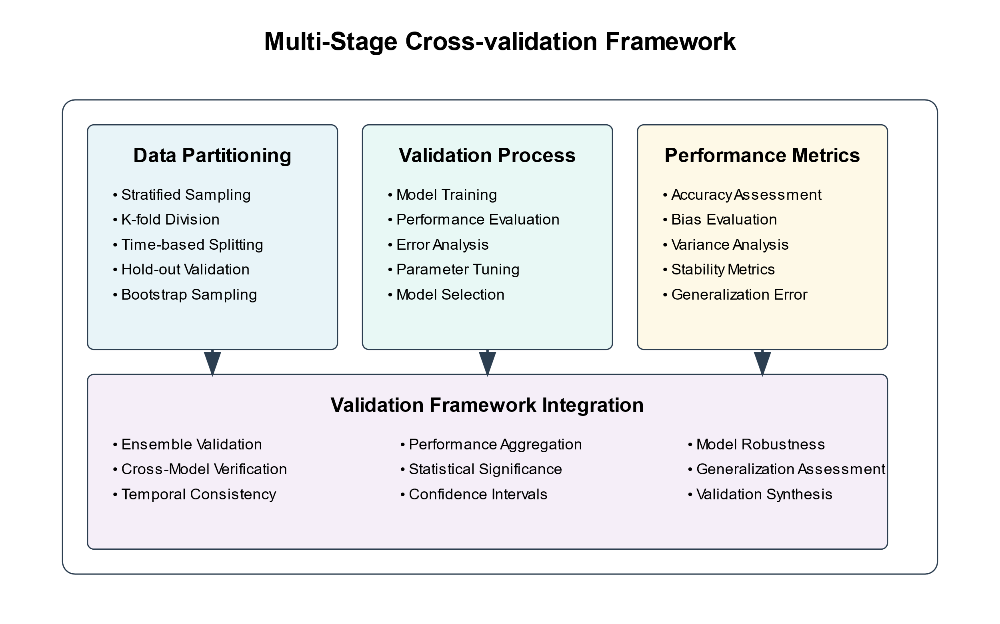 Multi-Stage Cross-validation Framework
Data Partitioning
• Stratified Sampling
• K-fold Division
• Time-based Splitting
• Hold-out Validation
• Bootstrap Sampling
Validation Process
• Model Training
• Performance Evaluation
• Error Analysis
• Parameter Tuning
• Model Selection
Performance Metrics
• Accuracy Assessment
• Bias Evaluation
• Variance Analysis
• Stability Metrics
• Generalization Error
Validation Framework Integration
• Ensemble Validation
• Cross-Model Verification
• Temporal Consistency
• Performance Aggregation
• Statistical Significance
• Confidence Intervals
• Model Robustness
• Generalization Assessment
• Validation Synthesis